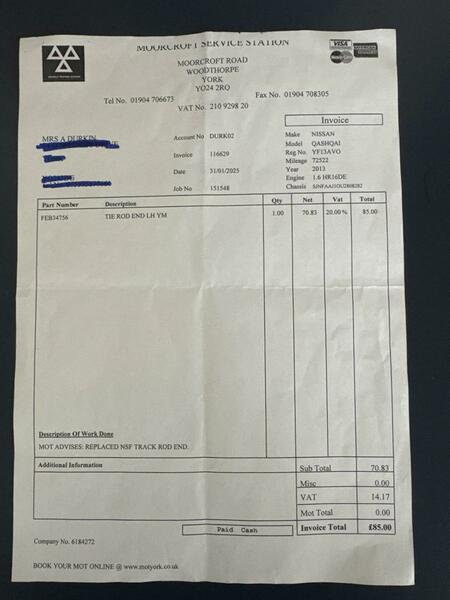 MOORCROFT SERVICE STATION
MOORCROFT ROAD
WOODTHORPE
YORK
YO24 2RQ
VISA
Tel No. 01904 706673
Fax No. 01904 708305
VAT No. 210 9298 20
Invoice
MRS A DURKIN
Account No DURK02
Invoice 116629
Date 31/01/2025
Job No 151548
Make NISSAN
Model QASHQAI
Reg No. YF13AVO
Mileage 72522
Year 2013
Engine 1.6 HR16DE
Chassis
Part Number Description Qty Net Vat Total
FEB34756 TIE ROD END LH YM 1.00 70.83 20.00% 85.00
Description Of Work Done
MOT ADVISES: REPLACED NSF TRACK ROD END.
Additional Information
Sub Total 70.83
Misc 0.00
VAT 14.17
Mot Total 0.00
Invoice Total £85.00
Paid Cash
Company No. 6184272
BOOK YOUR MOT ONLINE @ www.motyork.co.uk